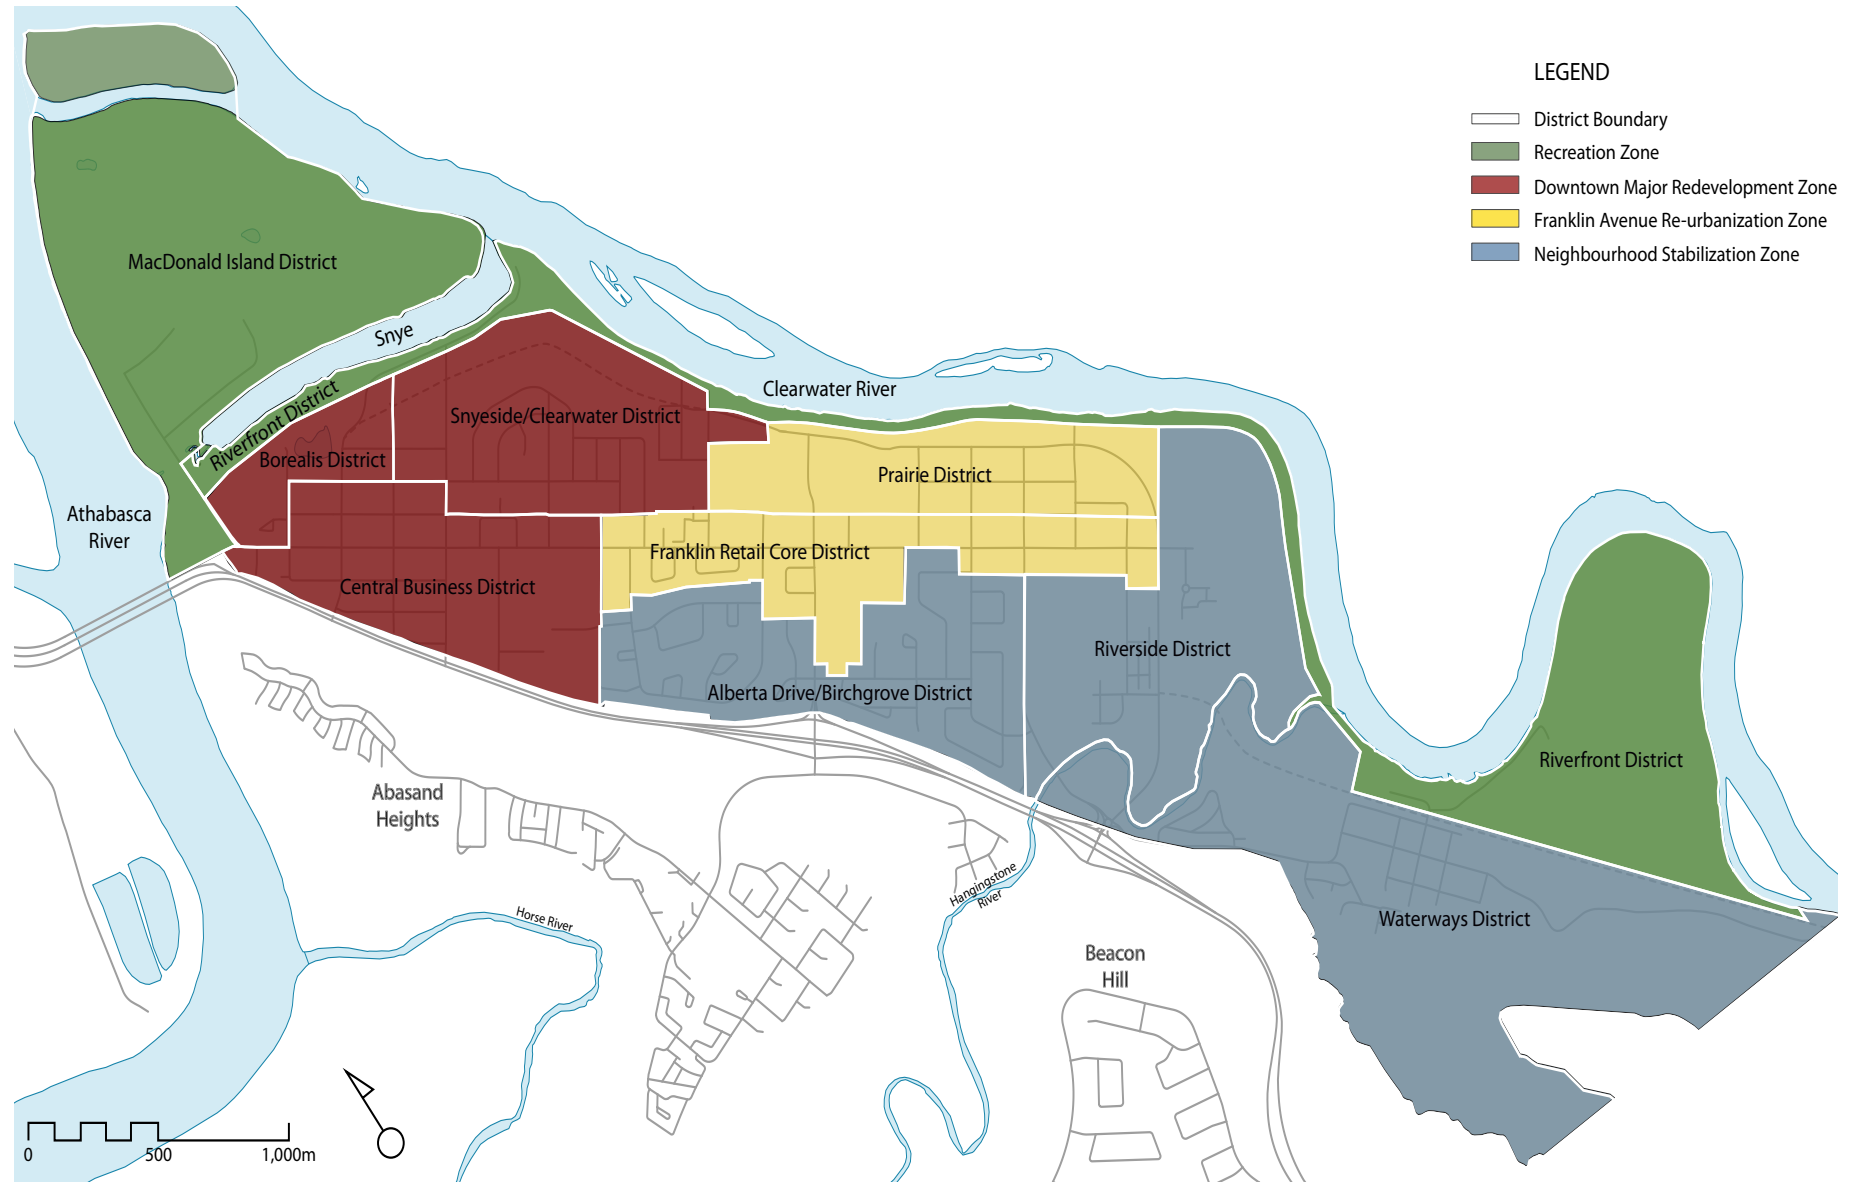 LEGEND
District Boundary
Recreation Zone
Downtown Major Redevelopment Zone
Franklin Avenue Re-urbanization Zone
Neighbourhood Stabilization Zone
MacDonald Island District
Snye
Riverfront District
Clearwater River
Snyeside/Clearwater District
Borealis District
Prairie District
Athabasca
River
Franklin Retail Core District
Central Business District
Riverside District
Alberta Drive/Birchgrove District
Riverfront District
Abasand
Heights
Hangingstone
River
Horse River
Waterways District
Beacon
Hill
0 500 1,000m